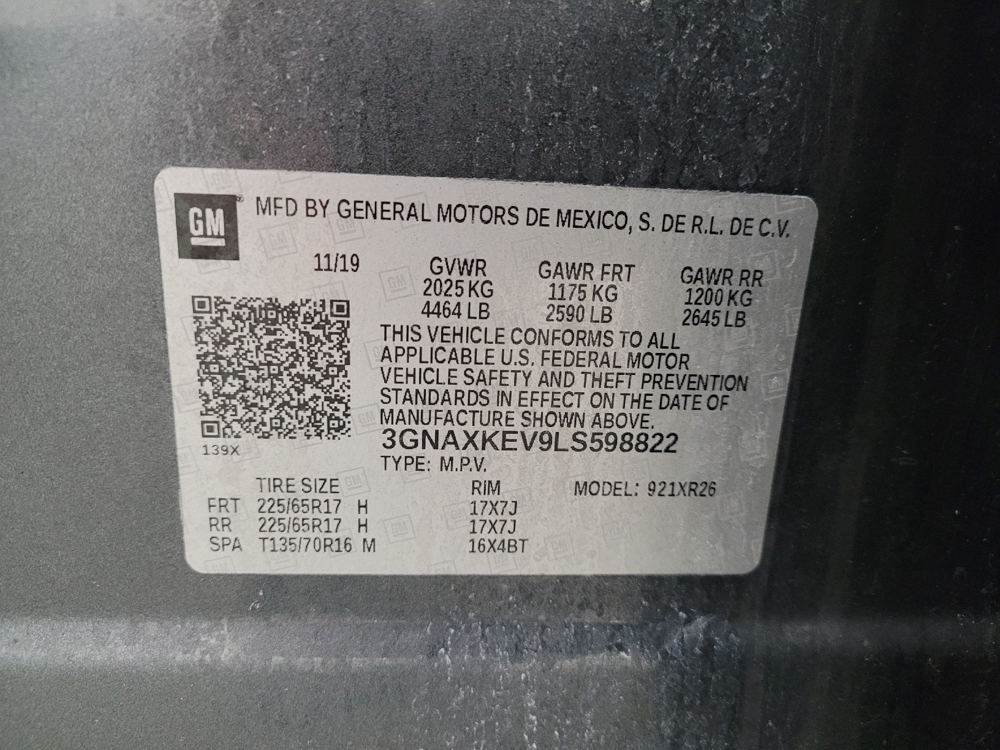 GM
MFD BY GENERAL MOTORS DE MEXICO, S. DE R.L. DE C.V.
11/19 GVWR GAWR FRT GAWR RR
2025 KG 1175 KG 1200 KG
4464 LB 2590 LB 2645 LB
THIS VEHICLE CONFORMS TO ALL
APPLICABLE U.S. FEDERAL MOTOR
VEHICLE SAFETY AND THEFT PREVENTION
STANDARDS IN EFFECT ON THE DATE OF
MANUFACTURE SHOWN ABOVE.
3GNAXKEV9LS598822
139X
TYPE: M.P.V.
TIRE SIZE RIM MODEL: 921XR26
FRT 225/65R17 H 17X7J
RR 225/65R17 H 17X7J
SPA T135/70R16 M 16X4BT